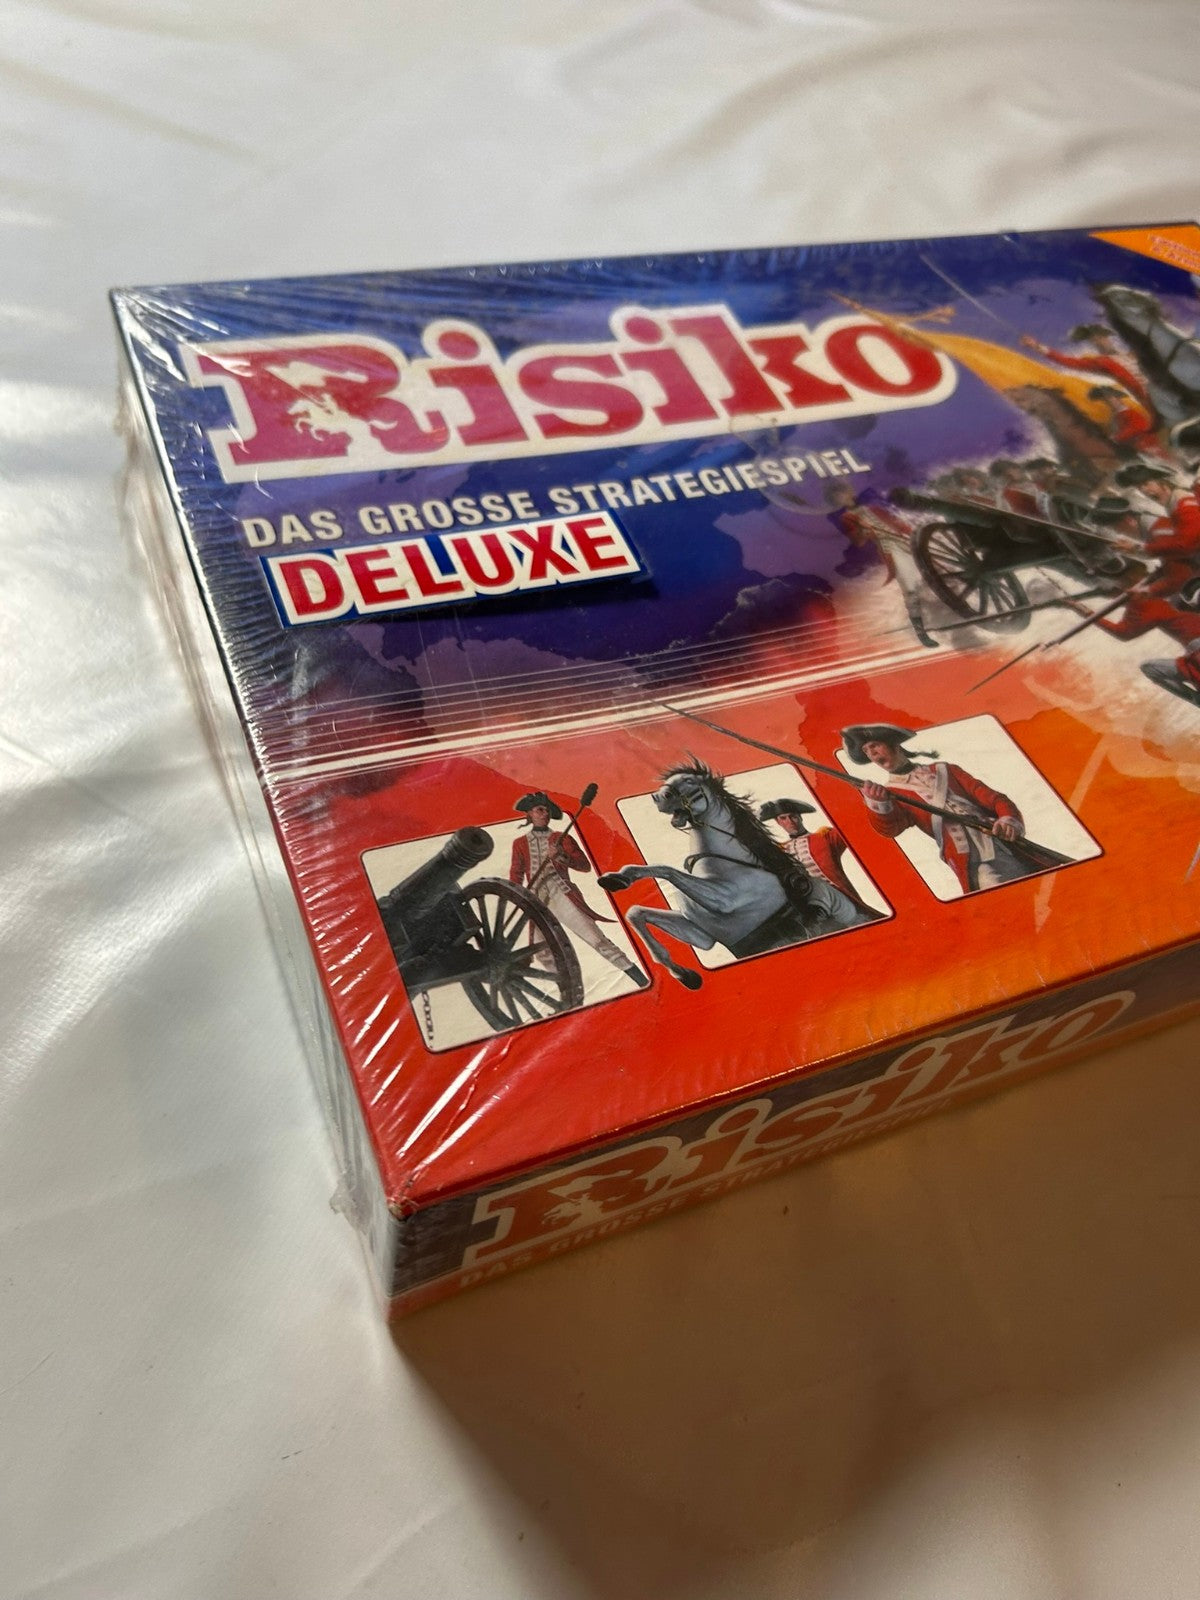 Risiko
DAS GROSSE STRATEGIESPIEL
DELUXE
Risiko
DAS GROSSE STRATEGIESPIEL